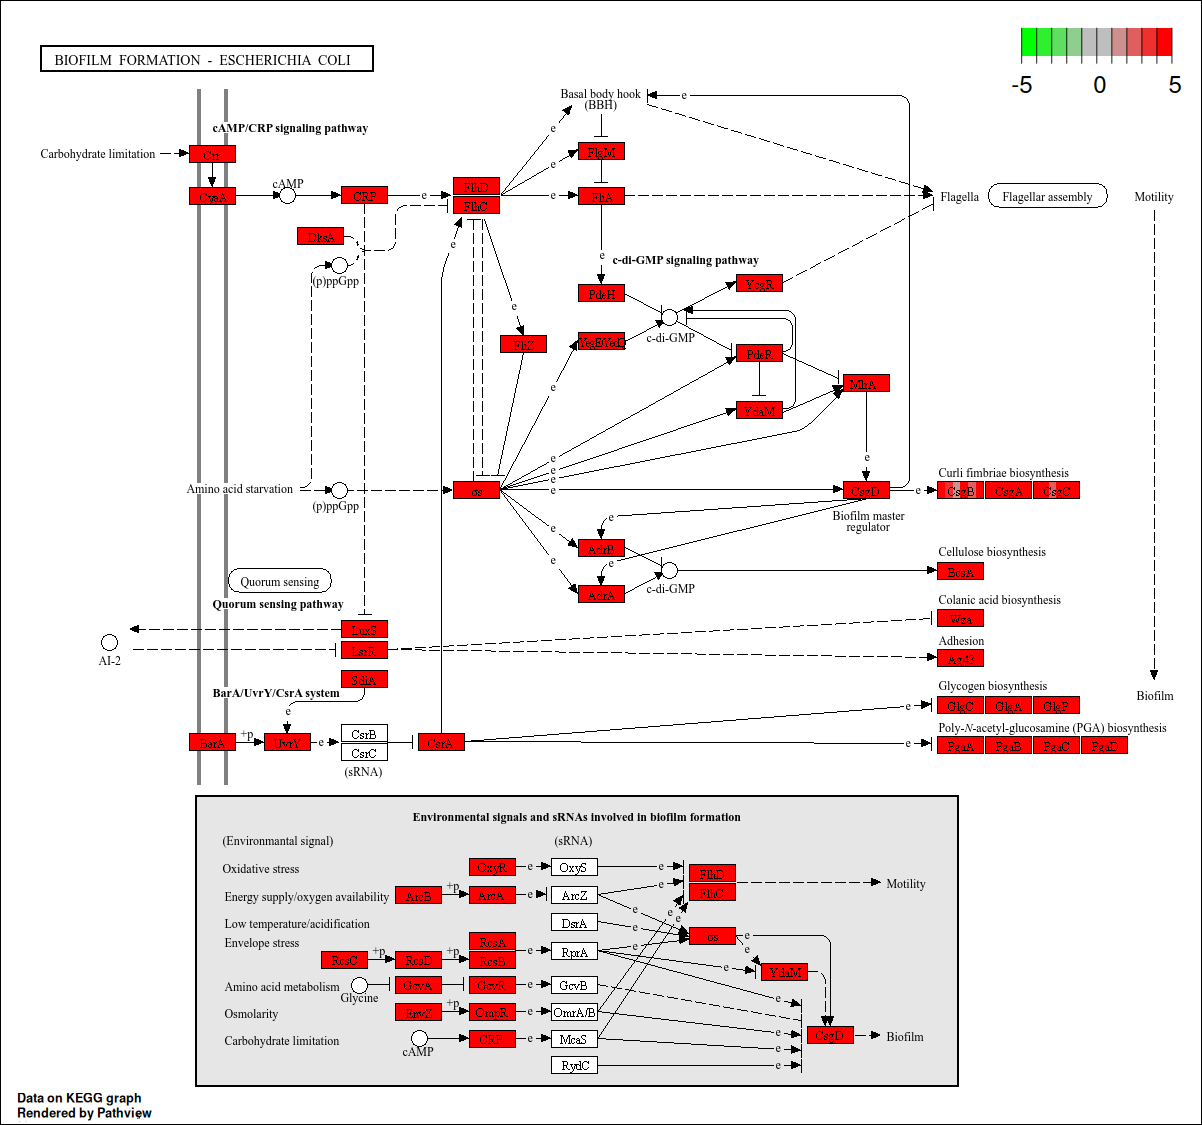 BIOFILM FORMATION - ESCHERICHIA COLI
-5 0 5
Basal body hook
(BBH)
e
cAMP/CRP signaling pathway
Carbohydrate limitation
Crr
FlgM
CyaA
cAMP
CRP
e
FlhD
FlhC
e
e
e
FliA
Flagella
Flagellar assembly
Motility
DksA
(p)ppGpp
e
e
c-di-GMP signaling pathway
PdeH
YcgR
e
FliZ
c-di-GMP
PdeR
MlrA
e
YdaM
e
e
e
e
e
Amino acid starvation
(p)ppGpp
σs
CsgD
e
Biofilm master
regulator
Curli fimbriae biosynthesis
CsgB CsgA CsgC
e
e
e
e
AdrB
AdrA
c-di-GMP
Cellulose biosynthesis
BcsA
Quorum sensing
Quorum sensing pathway
Colanic acid biosynthesis
Wza
LuxS
LsrR
AI-2
Adhesion
Ag43
SdiA
BarA/UvrY/CsrA system
e
Glycogen biosynthesis
e
GlgC GlgA GlgP
Biofilm
BarA
+p
UvrY
e
CsrB
CsrC
(sRNA)
CsrA
Poly-N-acetyl-glucosamine (PGA) biosynthesis
e
PgaA PgaB PgaC PgaD
Environmental signals and sRNAs involved in biofilm formation
(Environmantal signal)
(sRNA)
Oxidative stress
OxyR e OxyS e
FlhD
FlhC
Motility
Energy supply/oxygen availability
ArcB +p ArcA e ArcZ e
Low temperature/acidification
DsrA e e e
Envelope stress
RcsC +p RcsD +p RcsA
RcsB
e RprA e e
σs e
e
YdaM
Amino acid metabolism
Glycine
GcvA GcvR e GcvB e
Osmolarity
EnvZ +p OmpR e OmrA/B e
CsgD
Biofilm
Carbohydrate limitation
cAMP
CRP e McaS e
RydC e
Data on KEGG graph
Rendered by Pathview